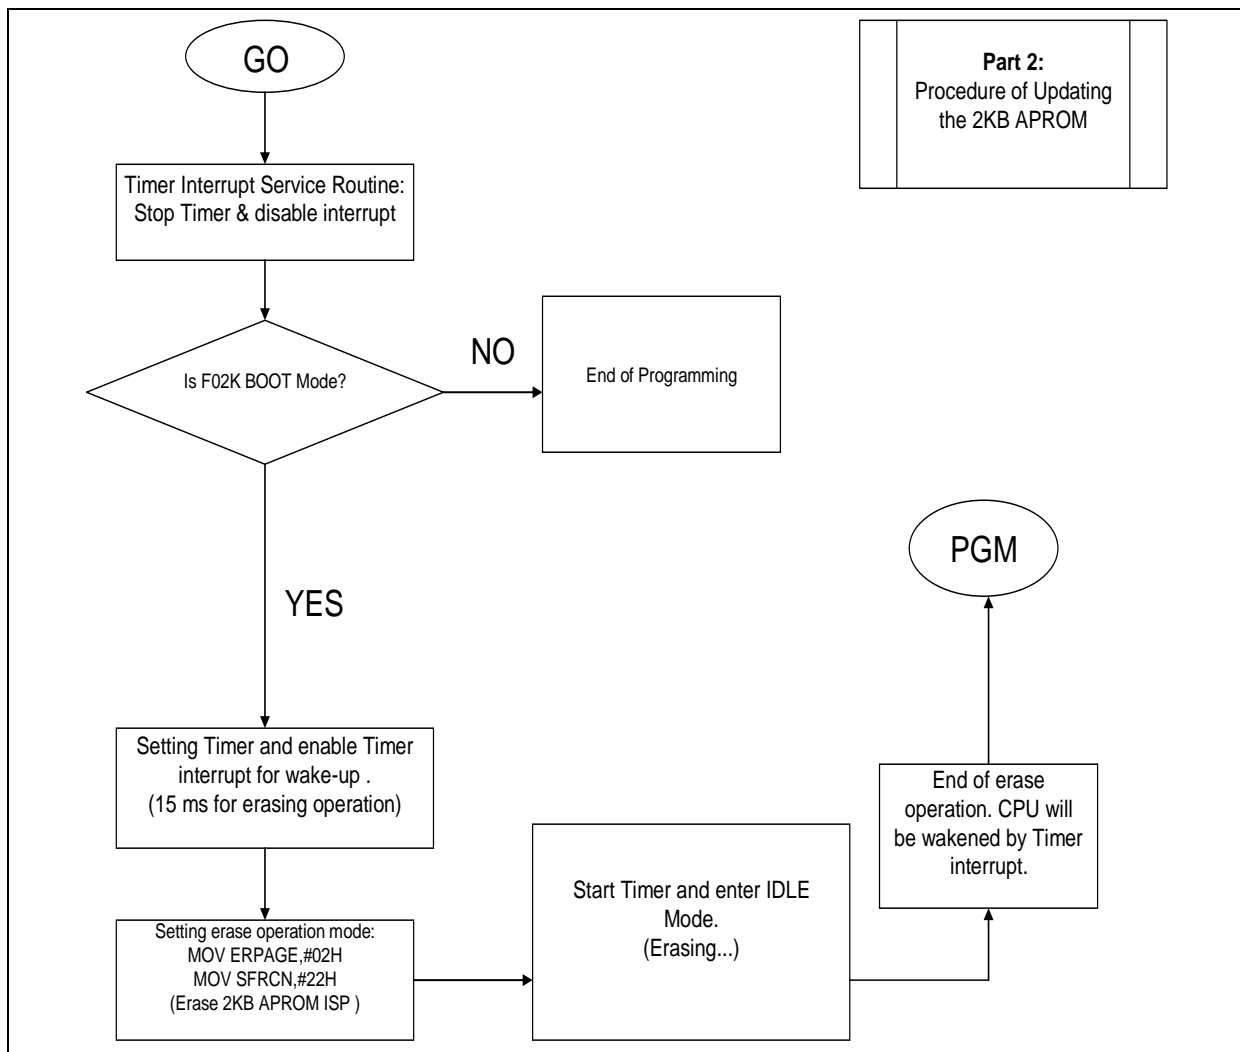 GO
Part 2:
Procedure of Updating
the 2KB APROM
Timer Interrupt Service Routine:
Stop Timer & disable interrupt
Is F02K BOOT Mode?
NO
End of Programming
YES
PGM
Setting Timer and enable Timer
interrupt for wake-up .
(15 ms for erasing operation)
Setting erase operation mode:
MOV ERPAGE,#02H
MOV SFRCN,#22H
(Erase 2KB APROM ISP )
Start Timer and enter IDLE
Mode.
(Erasing...)
End of erase
operation. CPU will
be wakened by Timer
interrupt.